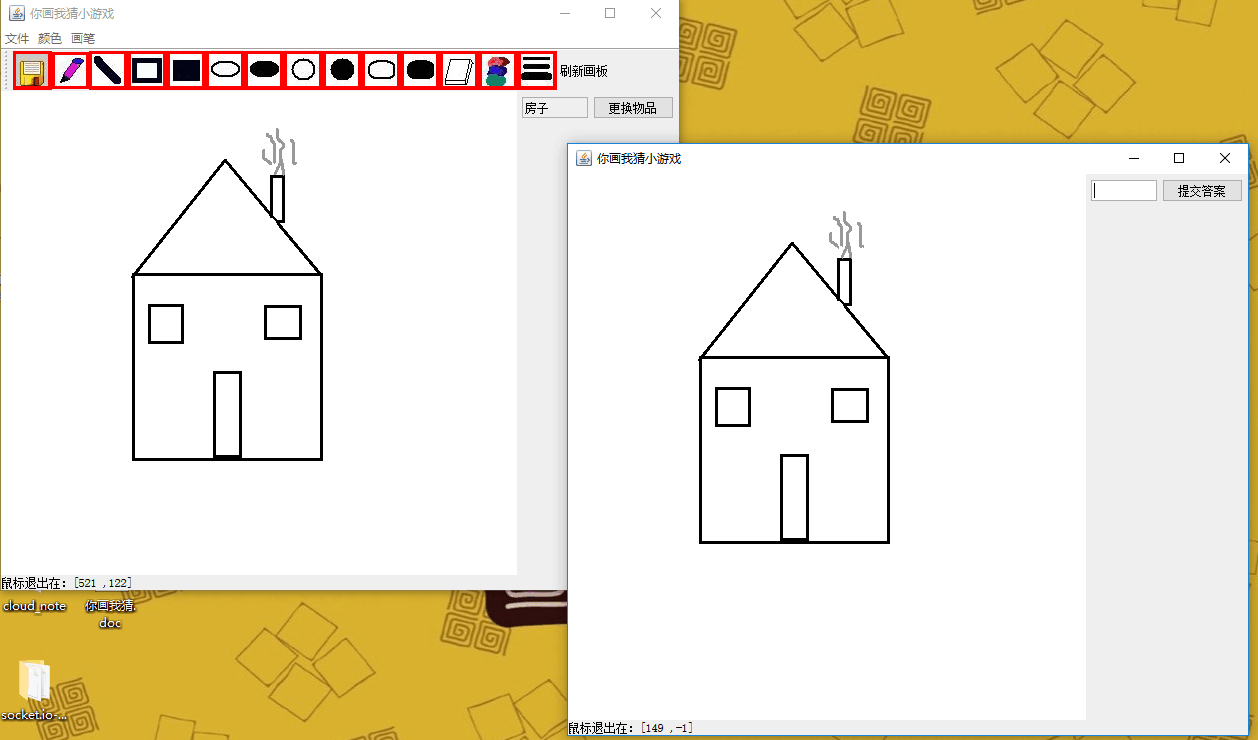 你画我猜小游戏
文件 颜色 画笔
刷新画板
房子 更换物品
鼠标退出在：[521 ,122]
你画我猜小游戏
提交答案
鼠标退出在：[149 ,-1]
cloud_note
你画我猜.
doc
socket.io-...